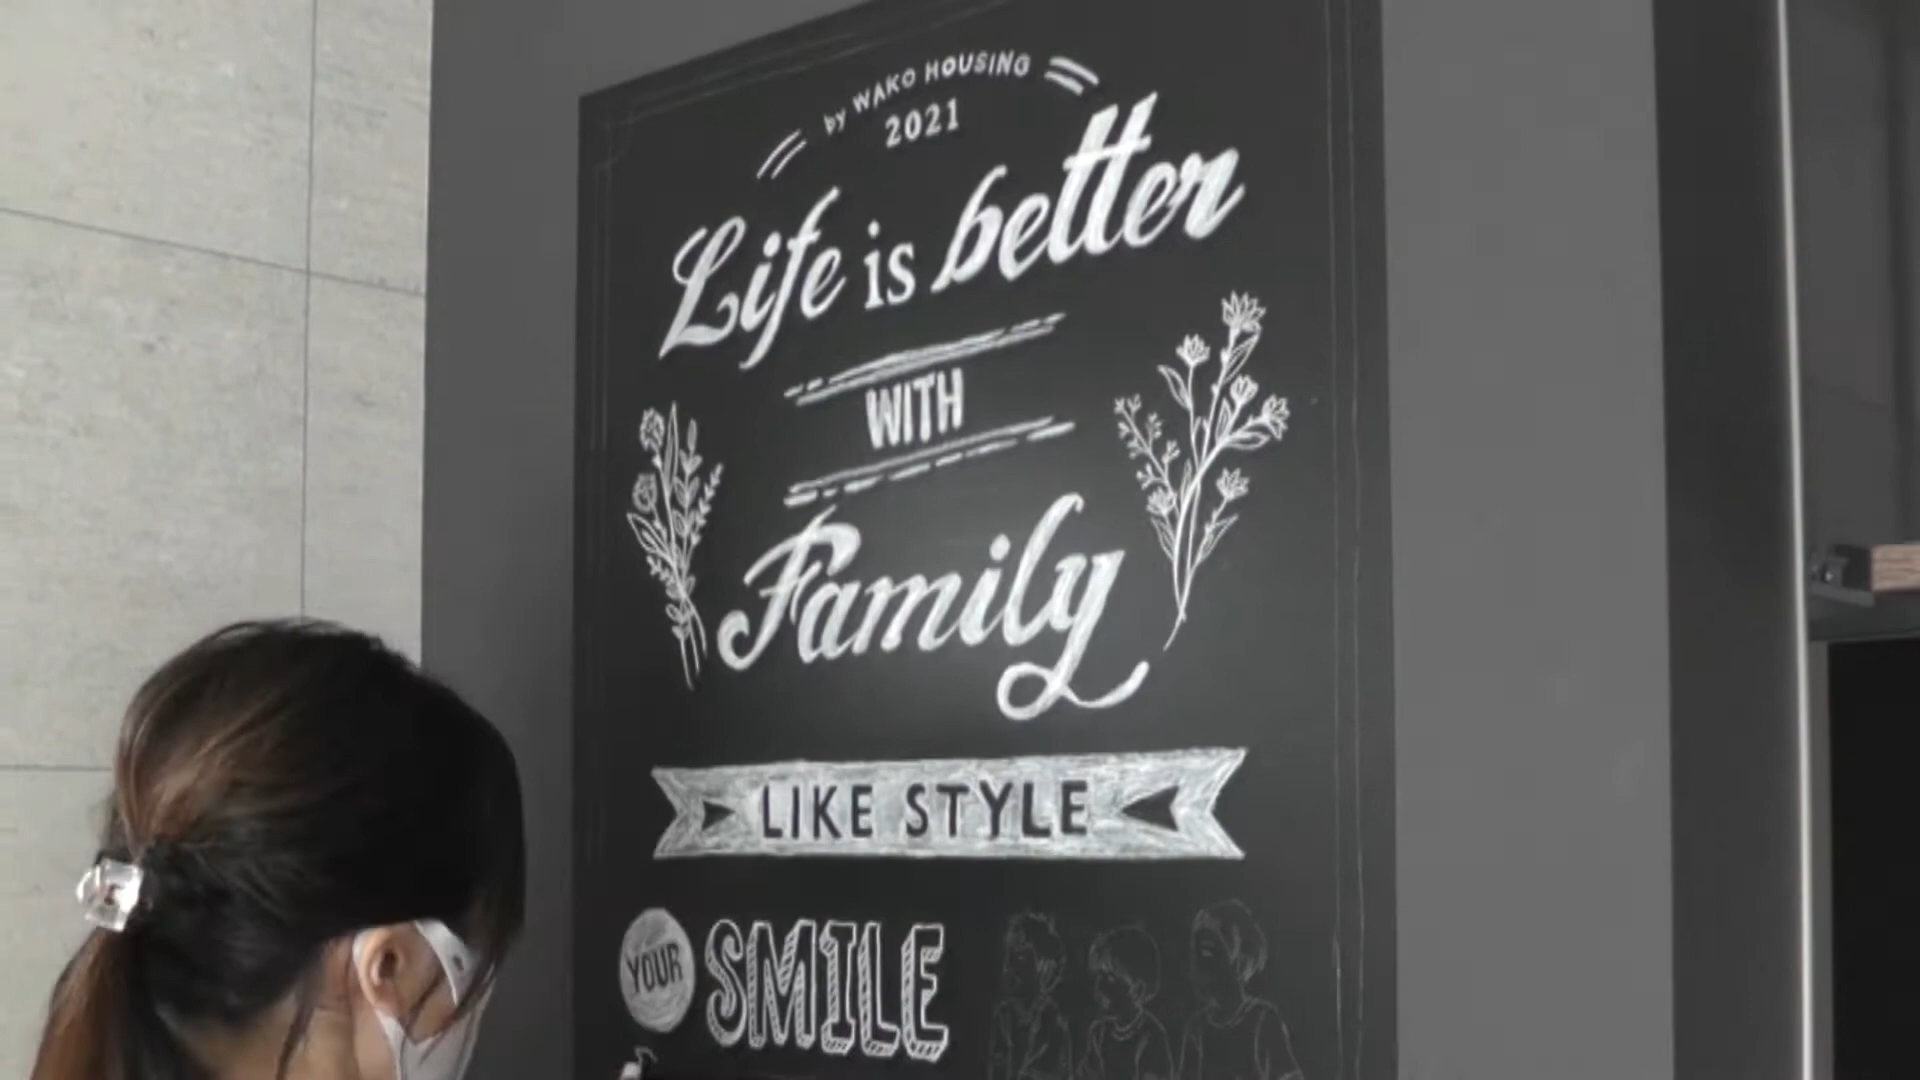 by WAKO HOUSING
2021
Life is better
WITH
Family
LIKE STYLE
YOUR SMILE